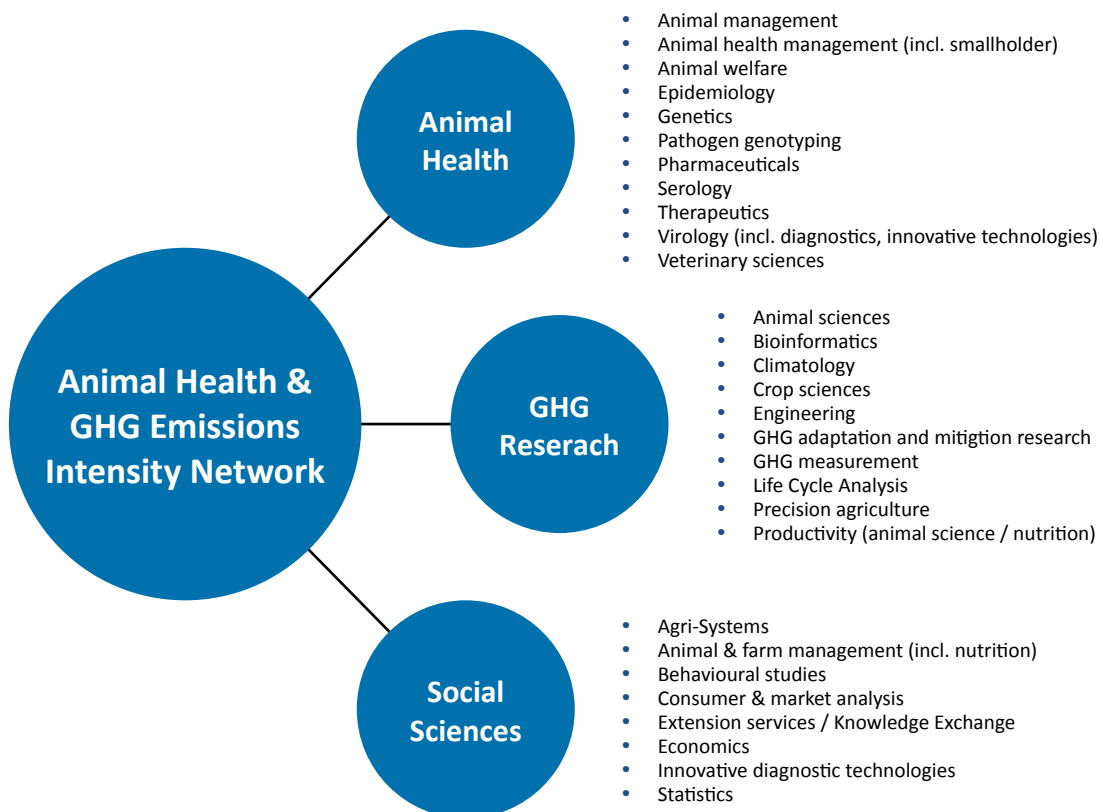 Animal management
Animal health management (incl. smallholder)
Animal welfare
Epidemiology
Genetics
Pathogen genotyping
Pharmaceuticals
Serology
Therapeutics
Virology (incl. diagnostics, innovative technologies)
Veterinary sciences
Animal
Health
Animal sciences
Bioinformatics
Climatology
Crop sciences
Engineering
GHG adaptation and mitigtion research
GHG measurement
Life Cycle Analysis
Precision agriculture
Productivity (animal science / nutrition)
GHG
Reserach
Animal Health &
GHG Emissions
Intensity Network
Agri-Systems
Animal & farm management (incl. nutrition)
Behavioural studies
Consumer & market analysis
Extension services / Knowledge Exchange
Economics
Innovative diagnostic technologies
Statistics
Social
Sciences